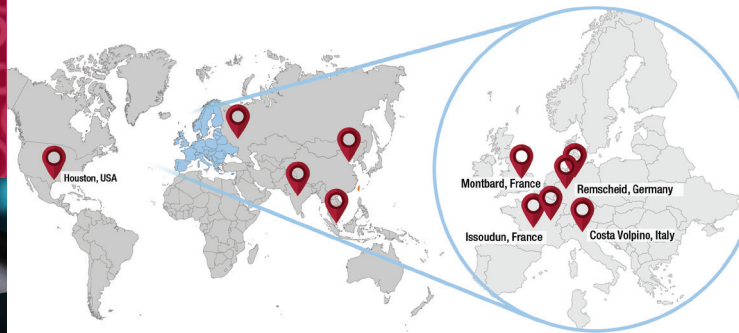 Houston, USA
Montbard, France
Remscheid, Germany
Issoudun, France
Costa Volpino, Italy